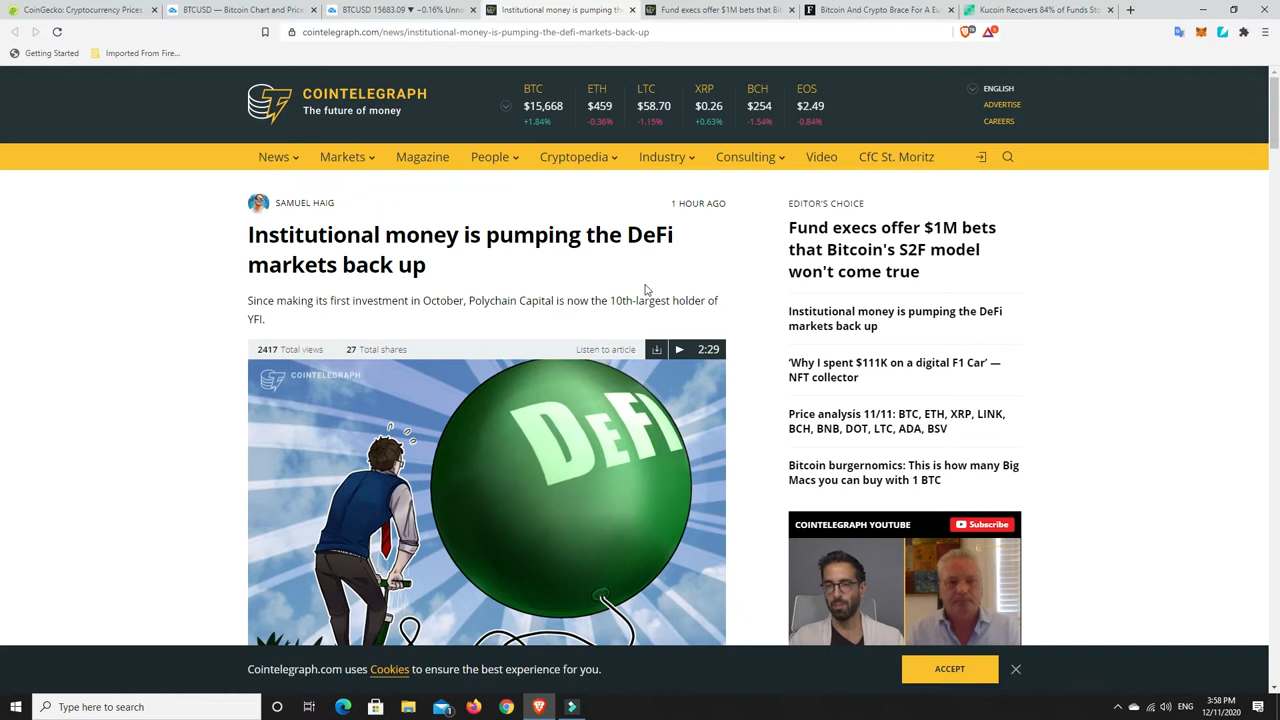 CoinGecko: Cryptocurrency Prices
BTCUSD — Bitcoin Chart and Price
BTCUSD 15683.09 ▼ −0.16% Unna
Institutional money is pumping the
Fund execs offer $1M bets that Bit
Bitcoin And Crypto Brace For A Ea
Kucoin Recovers 84% of Funds Sto
cointelegraph.com/news/institutional-money-is-pumping-the-defi-markets-back-up
Getting Started
Imported From Fire...
COINTELEGRAPH
The future of money
BTC ETH LTC XRP BCH EOS
$15,668 $459 $58.70 $0.26 $254 $2.49
+1.84% -0.36% -1.15% +0.63% -1.54% -0.84%
ENGLISH
ADVERTISE
CAREERS
News Markets Magazine People Cryptopedia Industry Consulting Video CfC St. Moritz
SAMUEL HAIG
1 HOUR AGO
Institutional money is pumping the DeFi
markets back up
Since making its first investment in October, Polychain Capital is now the 10th-largest holder of
YFI.
2417 Total views 27 Total shares Listen to article 2:29
COINTELEGRAPH
DeFi
EDITOR'S CHOICE
Fund execs offer $1M bets
that Bitcoin's S2F model
won't come true
Institutional money is pumping the DeFi
markets back up
‘Why I spent $111K on a digital F1 Car’ —
NFT collector
Price analysis 11/11: BTC, ETH, XRP, LINK,
BCH, BNB, DOT, LTC, ADA, BSV
Bitcoin burgernomics: This is how many Big
Macs you can buy with 1 BTC
COINTELEGRAPH YOUTUBE
Subscribe
Cointelegraph.com uses Cookies to ensure the best experience for you.
ACCEPT
Type here to search
ENG
3:58 PM
12/11/2020